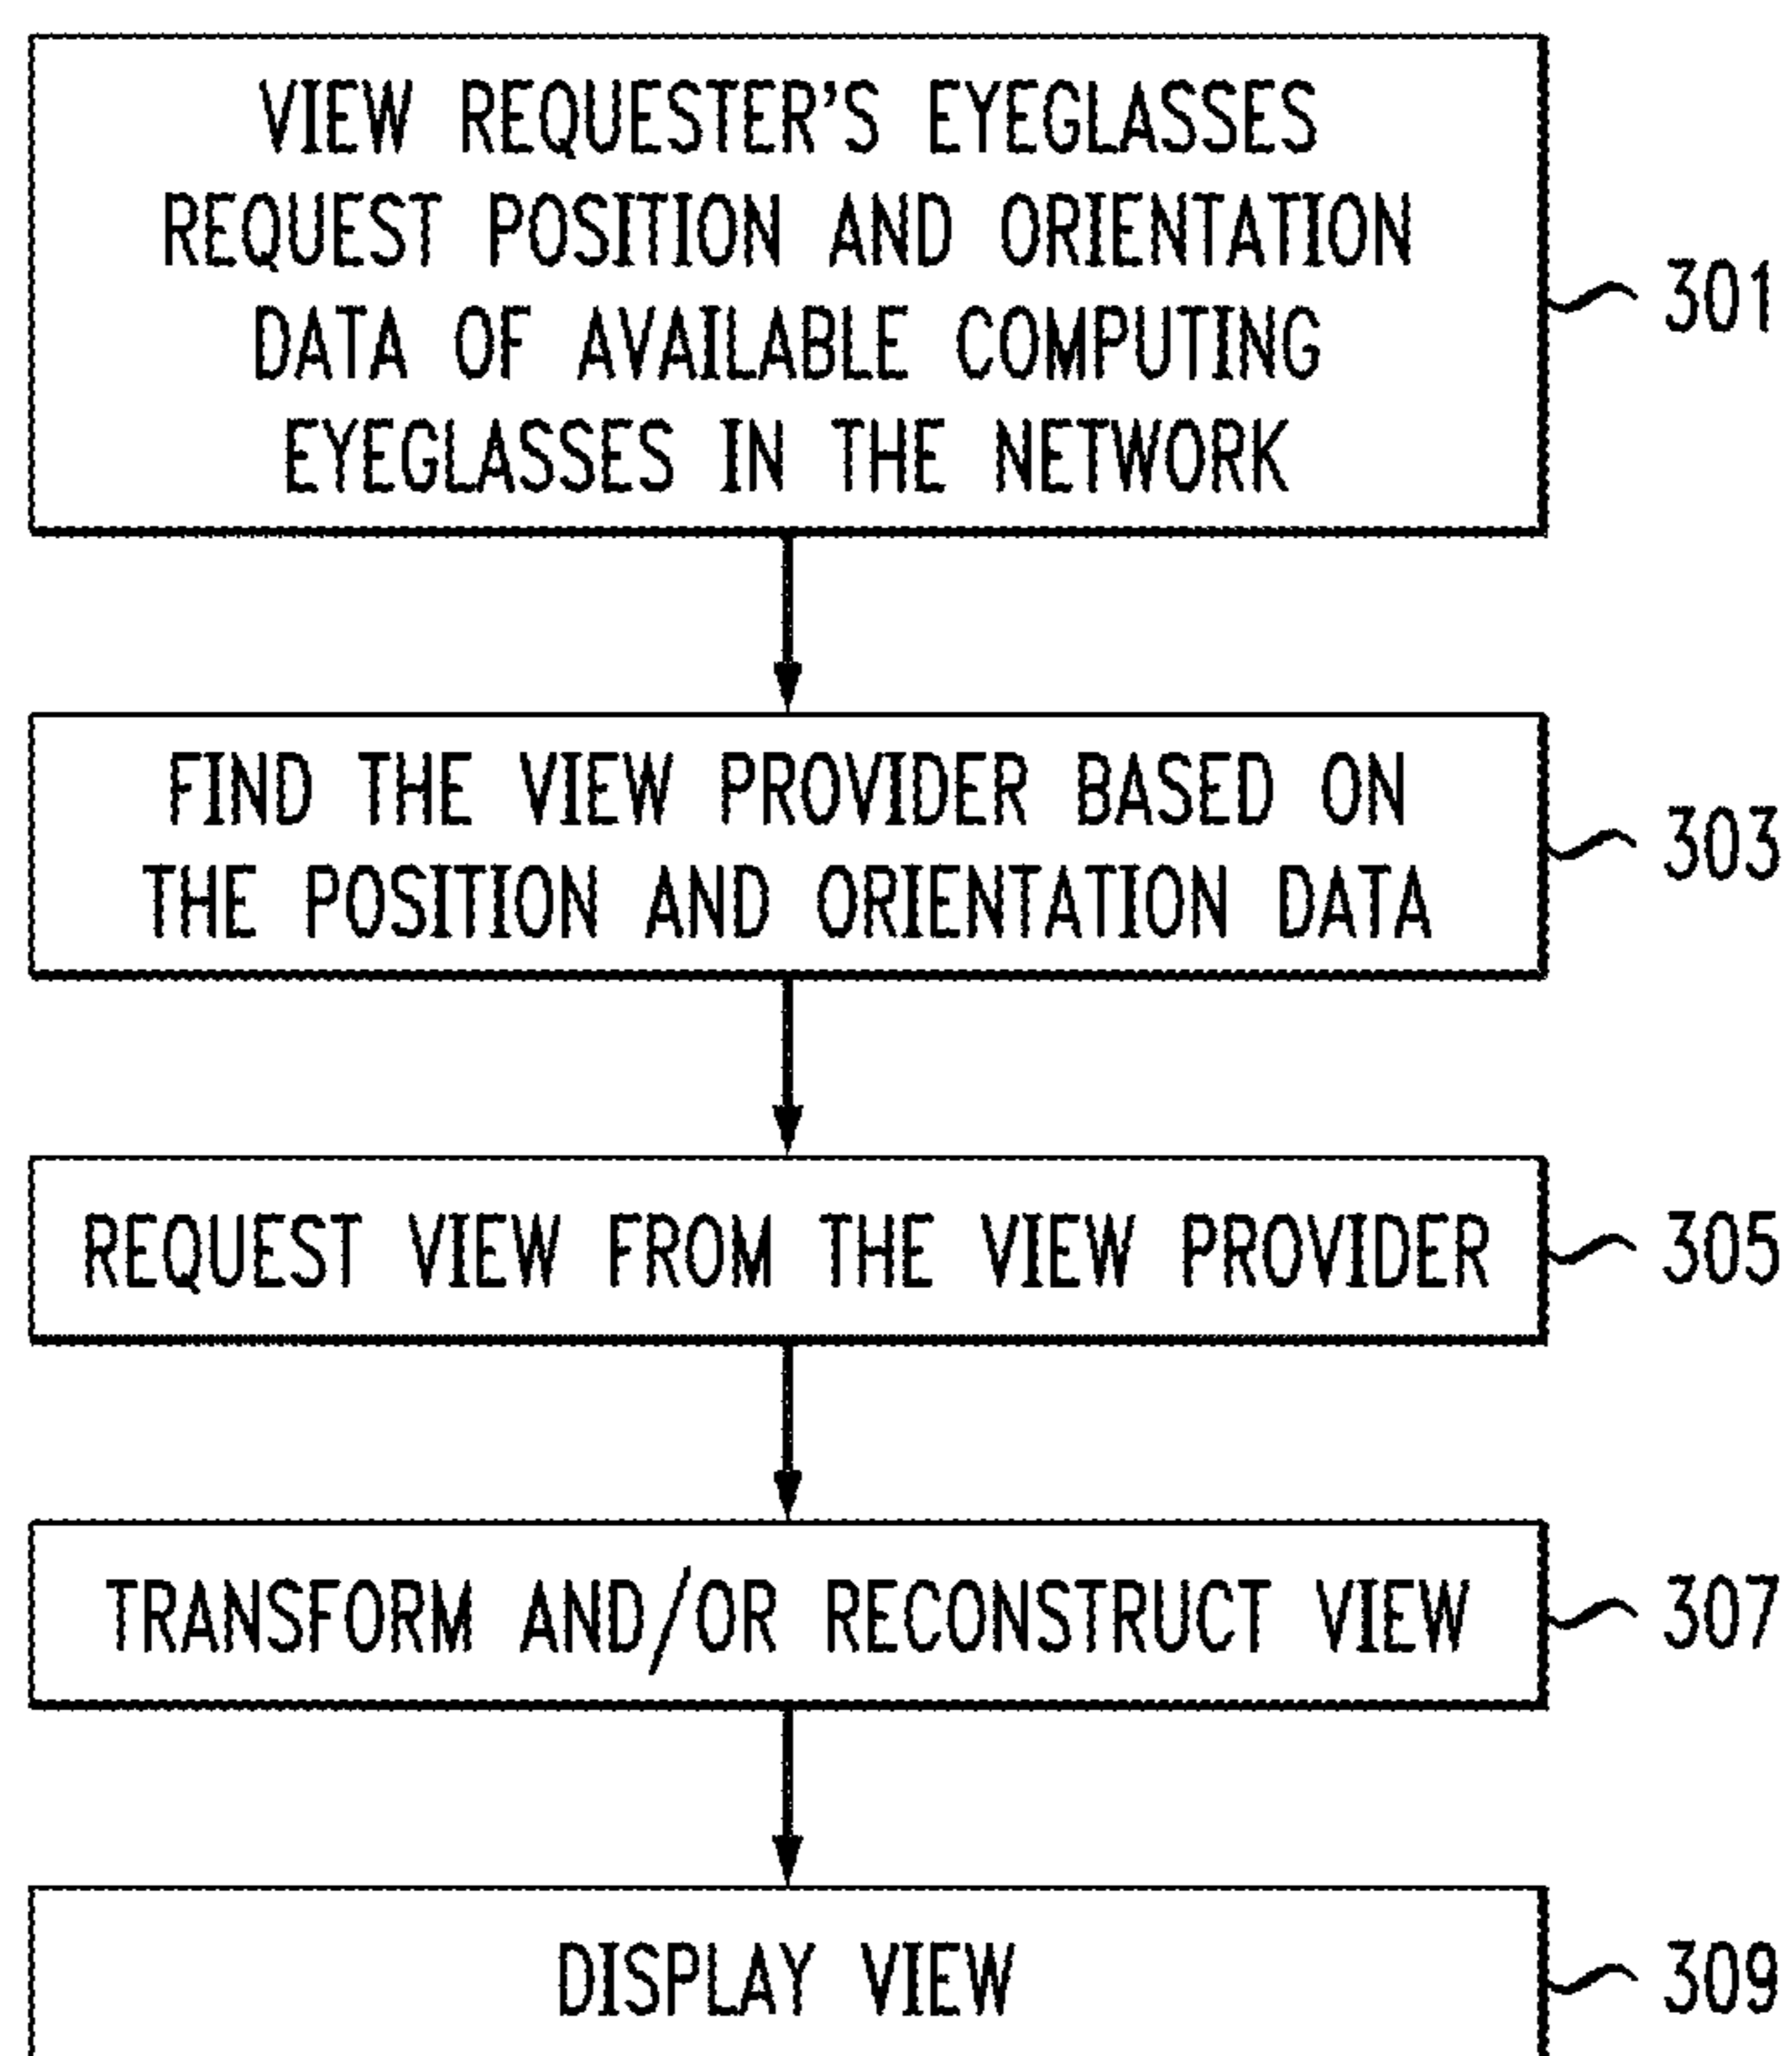 VIEW REQUESTER'S EYEGLASSES
REQUEST POSITION AND ORIENTATION
DATA OF AVAILABLE COMPUTING
EYEGLASSES IN THE NETWORK
301
FIND THE VIEW PROVIDER BASED ON
THE POSITION AND ORIENTATION DATA
303
REQUEST VIEW FROM THE VIEW PROVIDER
305
TRANSFORM AND/OR RECONSTRUCT VIEW
307
DISPLAY VIEW
309